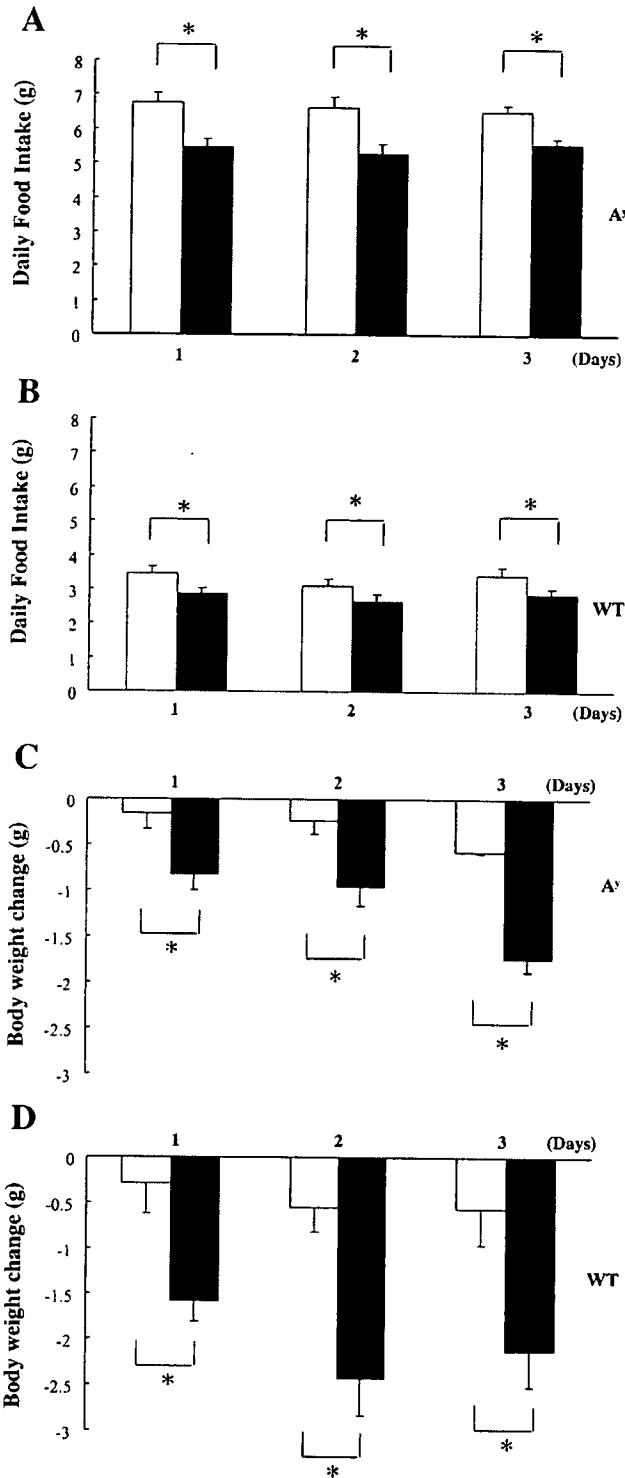 A
Daily Food Intake (g)
8
7
6
5
4
3
2
1
0
* * *
1 2 3 (Days)
Aʸ
B
Daily Food Intake (g)
8
7
6
5
4
3
2
1
0
* * *
1 2 3 (Days)
WT
C
1 2 3 (Days)
Body weight change (g)
0
-0.5
-1
-1.5
-2
-2.5
-3
* * *
Aʸ
D
1 2 3 (Days)
Body weight change (g)
0
-0.5
-1
-1.5
-2
-2.5
-3
* * *
WT